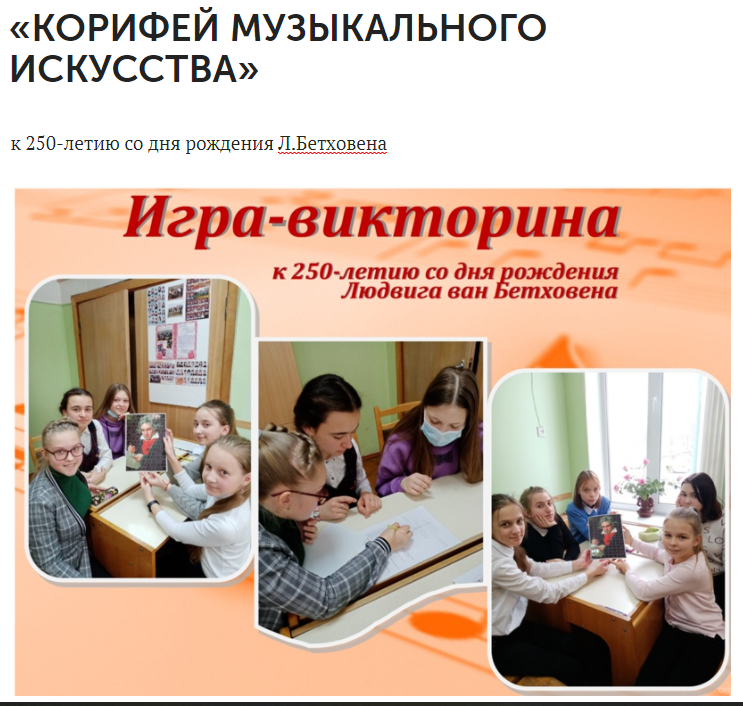 «КОРИФЕЙ МУЗЫКАЛЬНОГО
ИСКУССТВА»
к 250-летию со дня рождения Л.Бетховена
Игра-викторина
к 250-летию со дня рождения
Людвига ван Бетховена